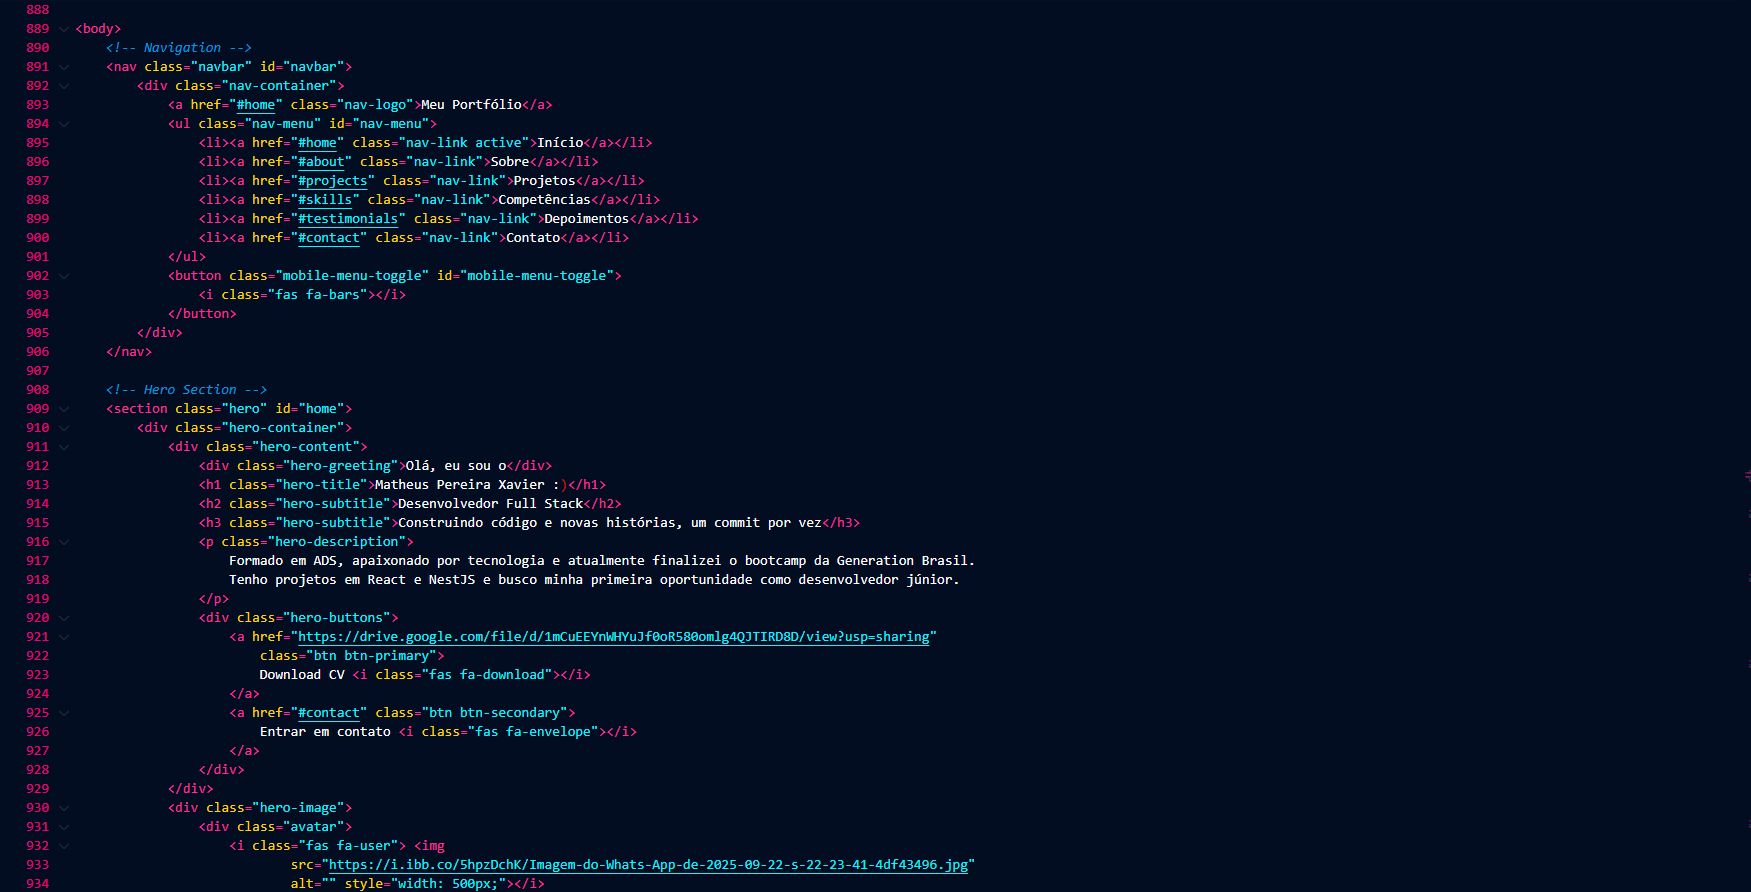 888
889 <body>
890 <!-- Navigation -->
891 <nav class="navbar" id="navbar">
892 <div class="nav-container">
893 <a href="#home" class="nav-logo">Meu Portfólio</a>
894 <ul class="nav-menu" id="nav-menu">
895 <li><a href="#home" class="nav-link active">Início</a></li>
896 <li><a href="#about" class="nav-link">Sobre</a></li>
897 <li><a href="#projects" class="nav-link">Projetos</a></li>
898 <li><a href="#skills" class="nav-link">Competências</a></li>
899 <li><a href="#testimonials" class="nav-link">Depoimentos</a></li>
900 <li><a href="#contact" class="nav-link">Contato</a></li>
901 </ul>
902 <button class="mobile-menu-toggle" id="mobile-menu-toggle">
903 <i class="fas fa-bars"></i>
904 </button>
905 </div>
906 </nav>
907
908 <!-- Hero Section -->
909 <section class="hero" id="home">
910 <div class="hero-container">
911 <div class="hero-content">
912 <div class="hero-greeting">Olá, eu sou o</div>
913 <h1 class="hero-title">Matheus Pereira Xavier :)</h1>
914 <h2 class="hero-subtitle">Desenvolvedor Full Stack</h2>
915 <h3 class="hero-subtitle">Construindo código e novas histórias, um commit por vez</h3>
916 <p class="hero-description">
917 Formado em ADS, apaixonado por tecnologia e atualmente finalizei o bootcamp da Generation Brasil.
918 Tenho projetos em React e NestJS e busco minha primeira oportunidade como desenvolvedor júnior.
919 </p>
920 <div class="hero-buttons">
921 <a href="https://drive.google.com/file/d/1mCuEEYnWHYuJf0oR580omlg4QJTIRD8D/view?usp=sharing"
922 class="btn btn-primary">
923 Download CV <i class="fas fa-download"></i>
924 </a>
925 <a href="#contact" class="btn btn-secondary">
926 Entrar em contato <i class="fas fa-envelope"></i>
927 </a>
928 </div>
929 </div>
930 <div class="hero-image">
931 <div class="avatar">
932 <i class="fas fa-user"> <img
933 src="https://i.ibb.co/5hpzDchK/Imagem-do-Whats-App-de-2025-09-22-s-22-23-41-4df43496.jpg"
934 alt="" style="width: 500px;"></i>